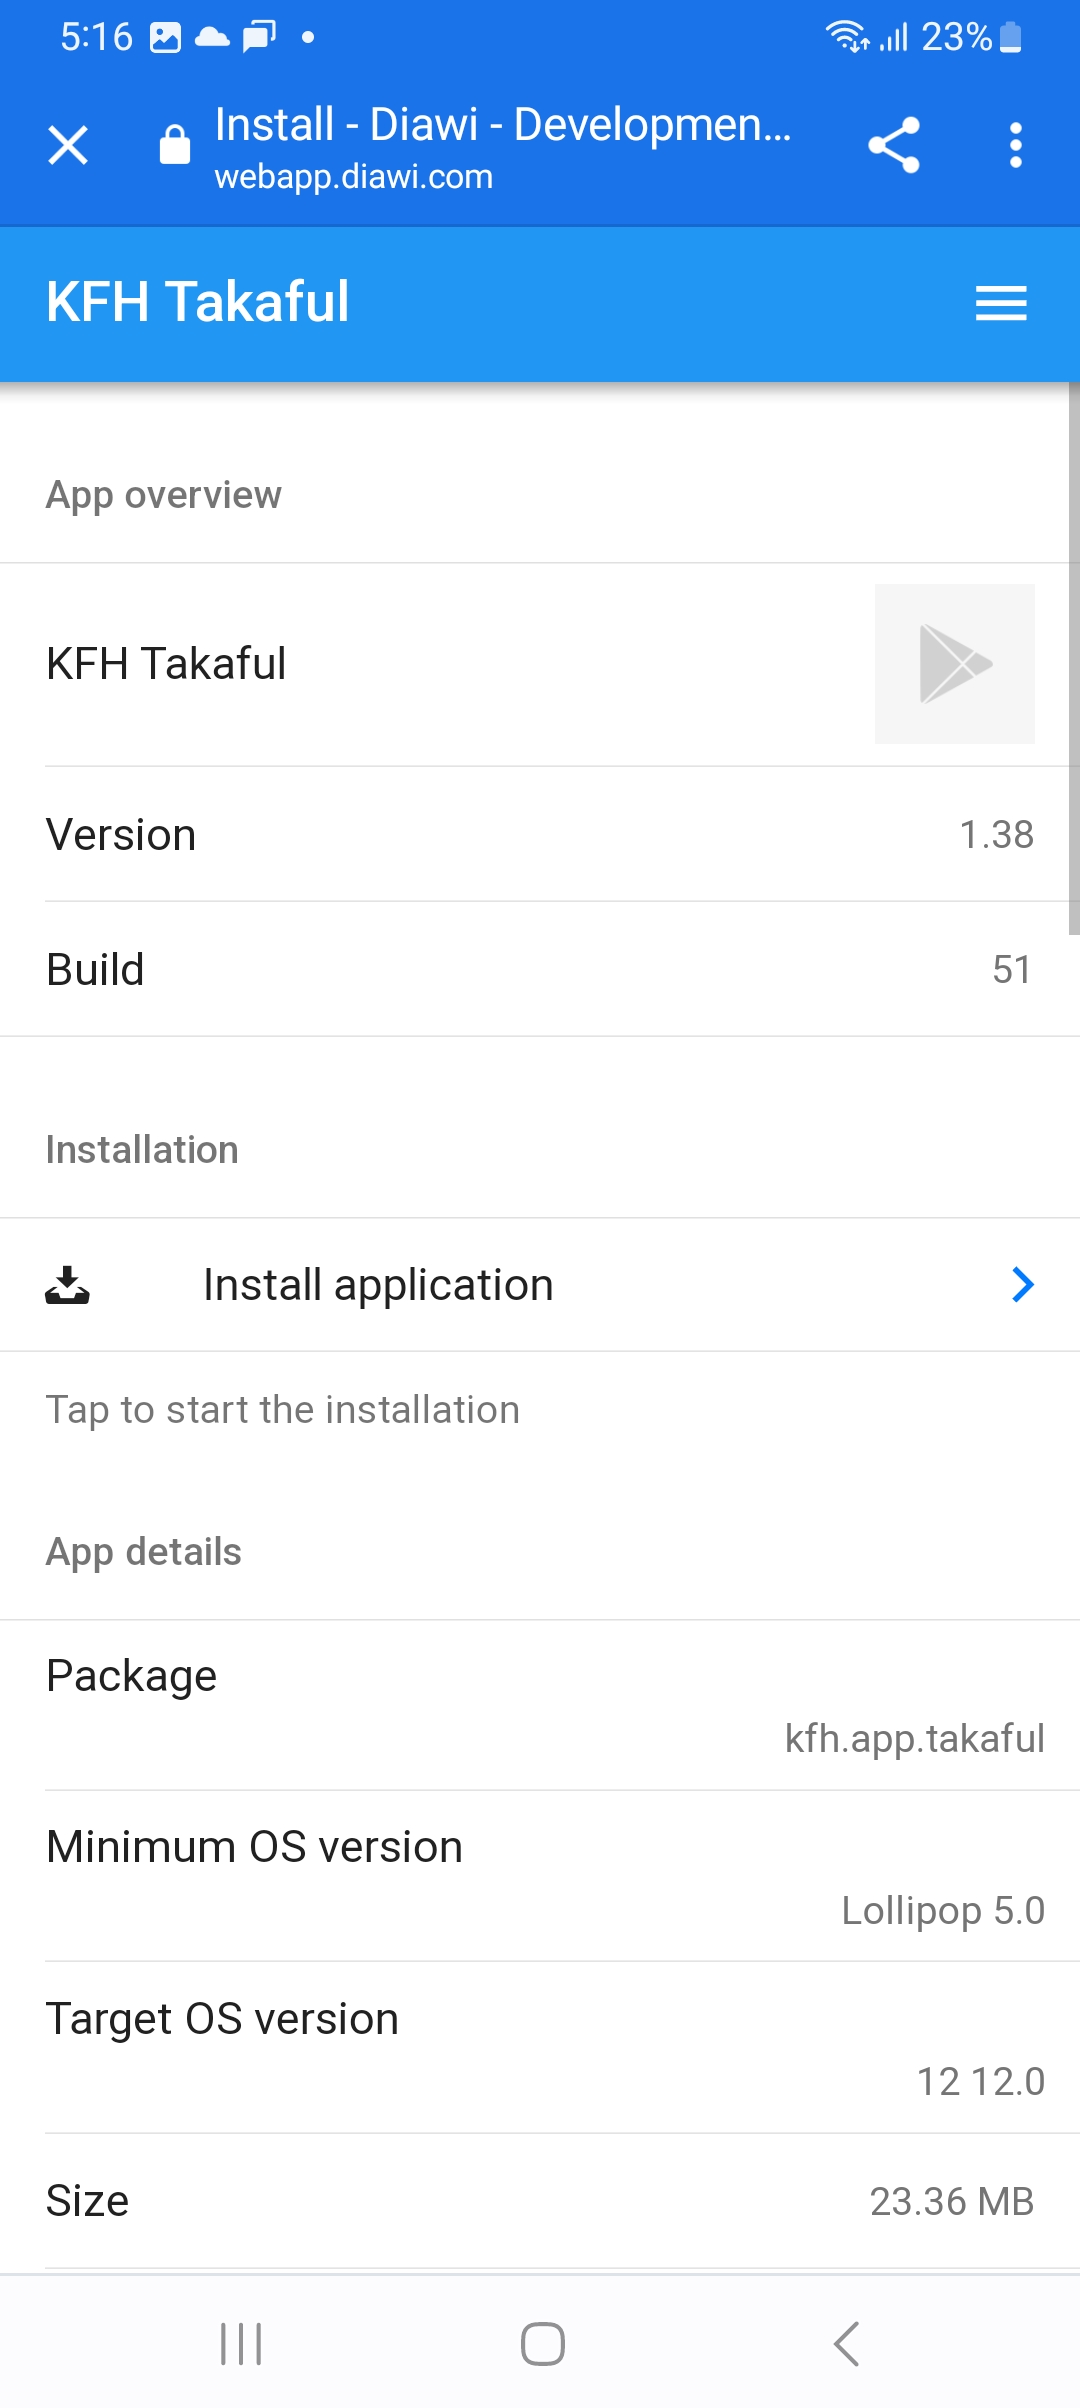 5:16
23%
Install - Diawi - Developmen...
webapp.diawi.com
KFH Takaful
App overview
KFH Takaful
Version 1.38
Build 51
Installation
Install application
Tap to start the installation
App details
Package
kfh.app.takaful
Minimum OS version
Lollipop 5.0
Target OS version
12 12.0
Size 23.36 MB